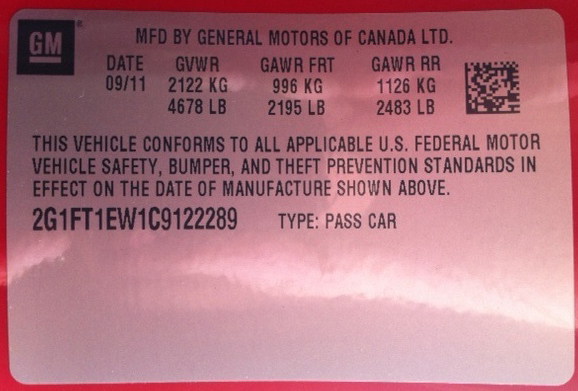 GM
MFD BY GENERAL MOTORS OF CANADA LTD.
DATE GVWR GAWR FRT GAWR RR
09/11 2122 KG 996 KG 1126 KG
4678 LB 2195 LB 2483 LB
THIS VEHICLE CONFORMS TO ALL APPLICABLE U.S. FEDERAL MOTOR
VEHICLE SAFETY, BUMPER, AND THEFT PREVENTION STANDARDS IN
EFFECT ON THE DATE OF MANUFACTURE SHOWN ABOVE.
2G1FT1EW1C9122289 TYPE: PASS CAR